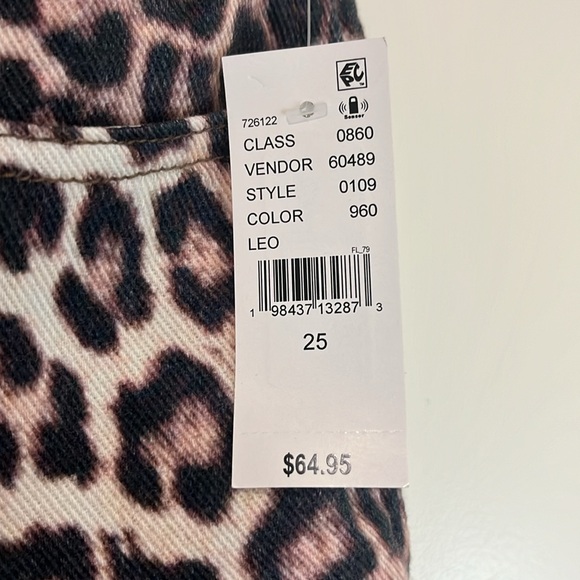 EPC
726122
Sensor
CLASS 0860
VENDOR 60489
STYLE 0109
COLOR 960
LEO
FL_79
1 98437 13287 3
25
$64.95